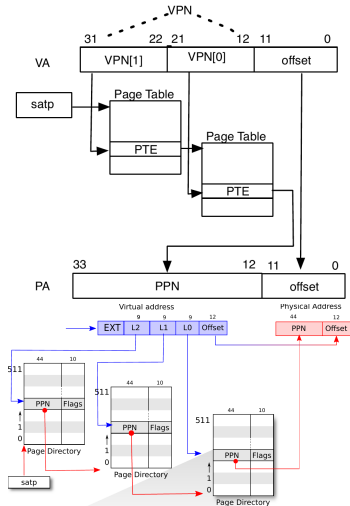 VPN
31 22 21 12 11 0
VA VPN[1] VPN[0] offset
satp
Page Table
PTE
Page Table
PTE
33 12 11 0
PA PPN offset
Virtual address Physical Address
9 9 9 12 44 12
EXT L2 L1 L0 Offset PPN Offset
44 10
511
PPN Flags
1
0
Page Directory
satp
44 10
511
PPN Flags
1
0
Page Directory
44 10
511
PPN Flags
1
0
Page Directory